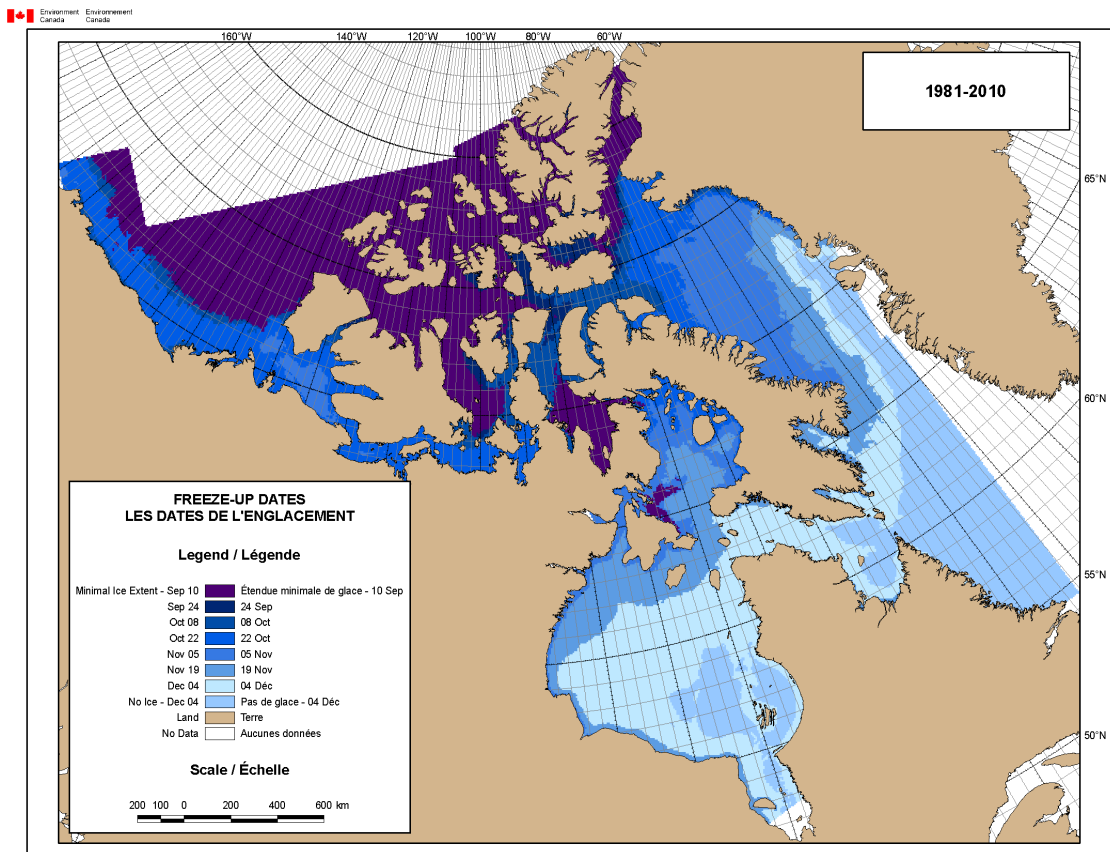 Environment Environnement
Canada Canada
160°W 140°W 120°W 100°W 80°W 60°W
1981-2010
65°N
60°N
55°N
50°N
FREEZE-UP DATES
LES DATES DE L'ENGLACEMENT
Legend / Légende
Minimal Ice Extent - Sep 10 Étendue minimale de glace - 10 Sep
Sep 24 24 Sep
Oct 08 08 Oct
Oct 22 22 Oct
Nov 05 05 Nov
Nov 19 19 Nov
Dec 04 04 Déc
No Ice - Dec 04 Pas de glace - 04 Déc
Land Terre
No Data Aucunes données
Scale / Échelle
200 100 0 200 400 600 km